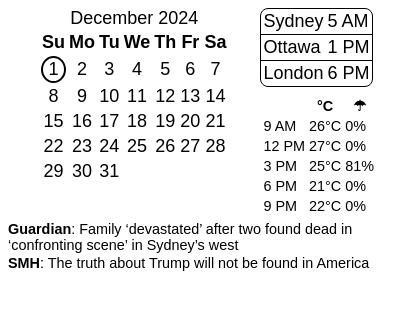 December 2024
Su Mo Tu We Th Fr Sa
1 2 3 4 5 6 7
8 9 10 11 12 13 14
15 16 17 18 19 20 21
22 23 24 25 26 27 28
29 30 31
Sydney 5 AM
Ottawa 1 PM
London 6 PM
°C ☂
9 AM 26°C 0%
12 PM 27°C 0%
3 PM 25°C 81%
6 PM 21°C 0%
9 PM 22°C 0%
Guardian: Family ‘devastated’ after two found dead in
‘confronting scene’ in Sydney’s west
SMH: The truth about Trump will not be found in America